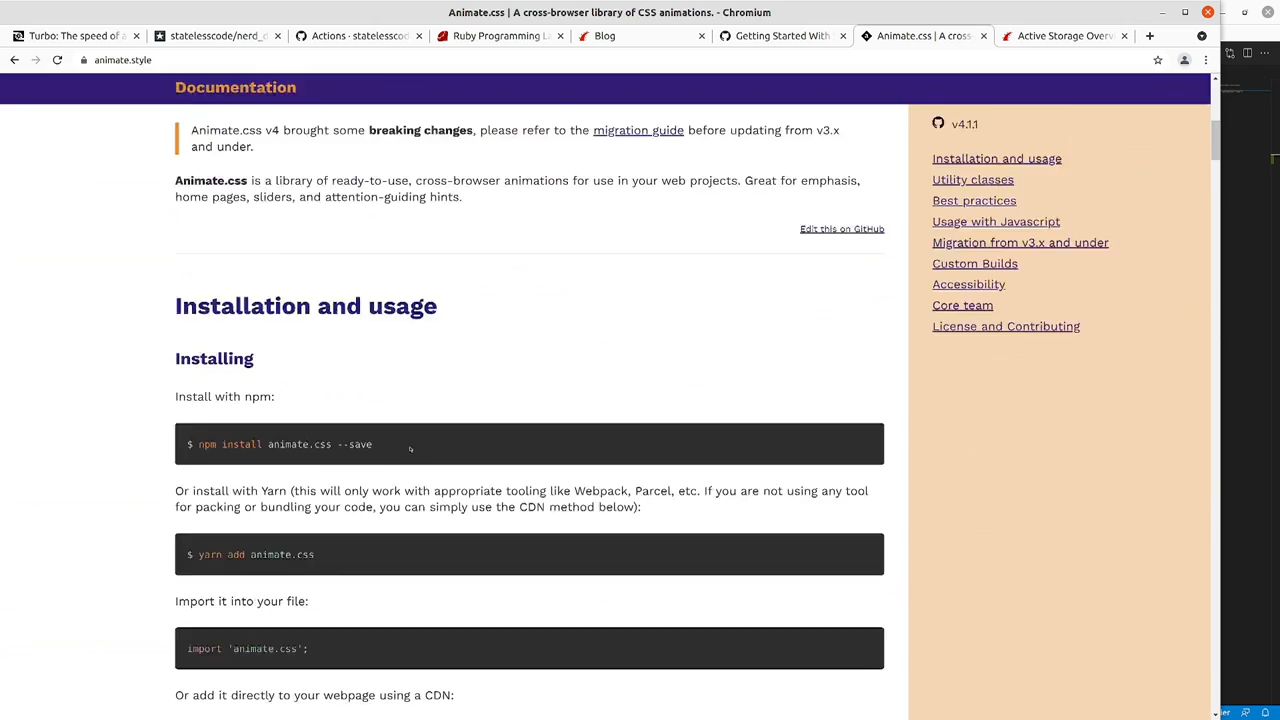 Animate.css | A cross-browser library of CSS animations. - Chromium
Turbo: The speed of a
statelesscode/nerd_d
Actions · statelesscod
Ruby Programming La
Blog
Getting Started With
Animate.css | A cross-
Active Storage Overvi
animate.style
Documentation
Animate.css v4 brought some breaking changes, please refer to the migration guide before updating from v3.x
and under.
Animate.css is a library of ready-to-use, cross-browser animations for use in your web projects. Great for emphasis,
home pages, sliders, and attention-guiding hints.
Edit this on GitHub
Installation and usage
Installing
Install with npm:
$ npm install animate.css --save
Or install with Yarn (this will only work with appropriate tooling like Webpack, Parcel, etc. If you are not using any tool
for packing or bundling your code, you can simply use the CDN method below):
$ yarn add animate.css
Import it into your file:
import 'animate.css';
Or add it directly to your webpage using a CDN:
v4.1.1
Installation and usage
Utility classes
Best practices
Usage with Javascript
Migration from v3.x and under
Custom Builds
Accessibility
Core team
License and Contributing